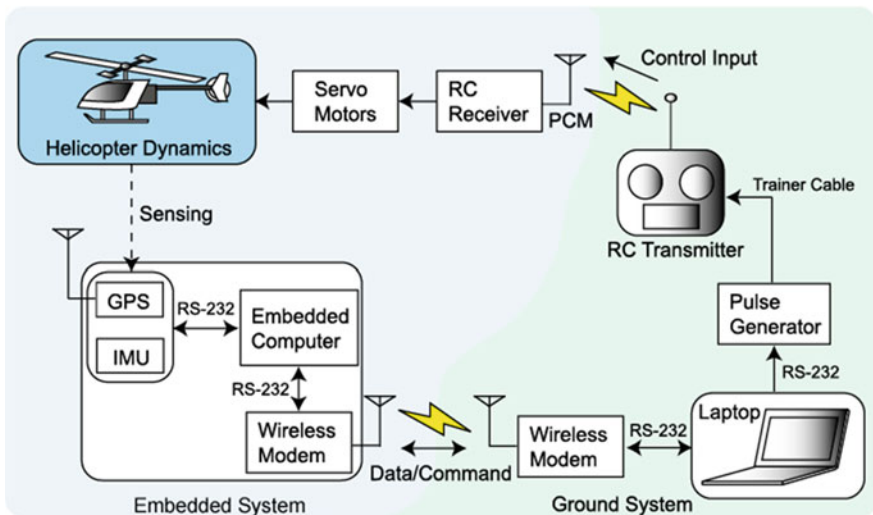 Helicopter Dynamics
Servo
Motors
RC
Receiver
PCM
Control Input
Trainer Cable
RC Transmitter
Sensing
GPS
IMU
RS-232
Embedded
Computer
RS-232
Wireless
Modem
Embedded System
Data/Command
Wireless
Modem
RS-232
Pulse
Generator
RS-232
Laptop
Ground System